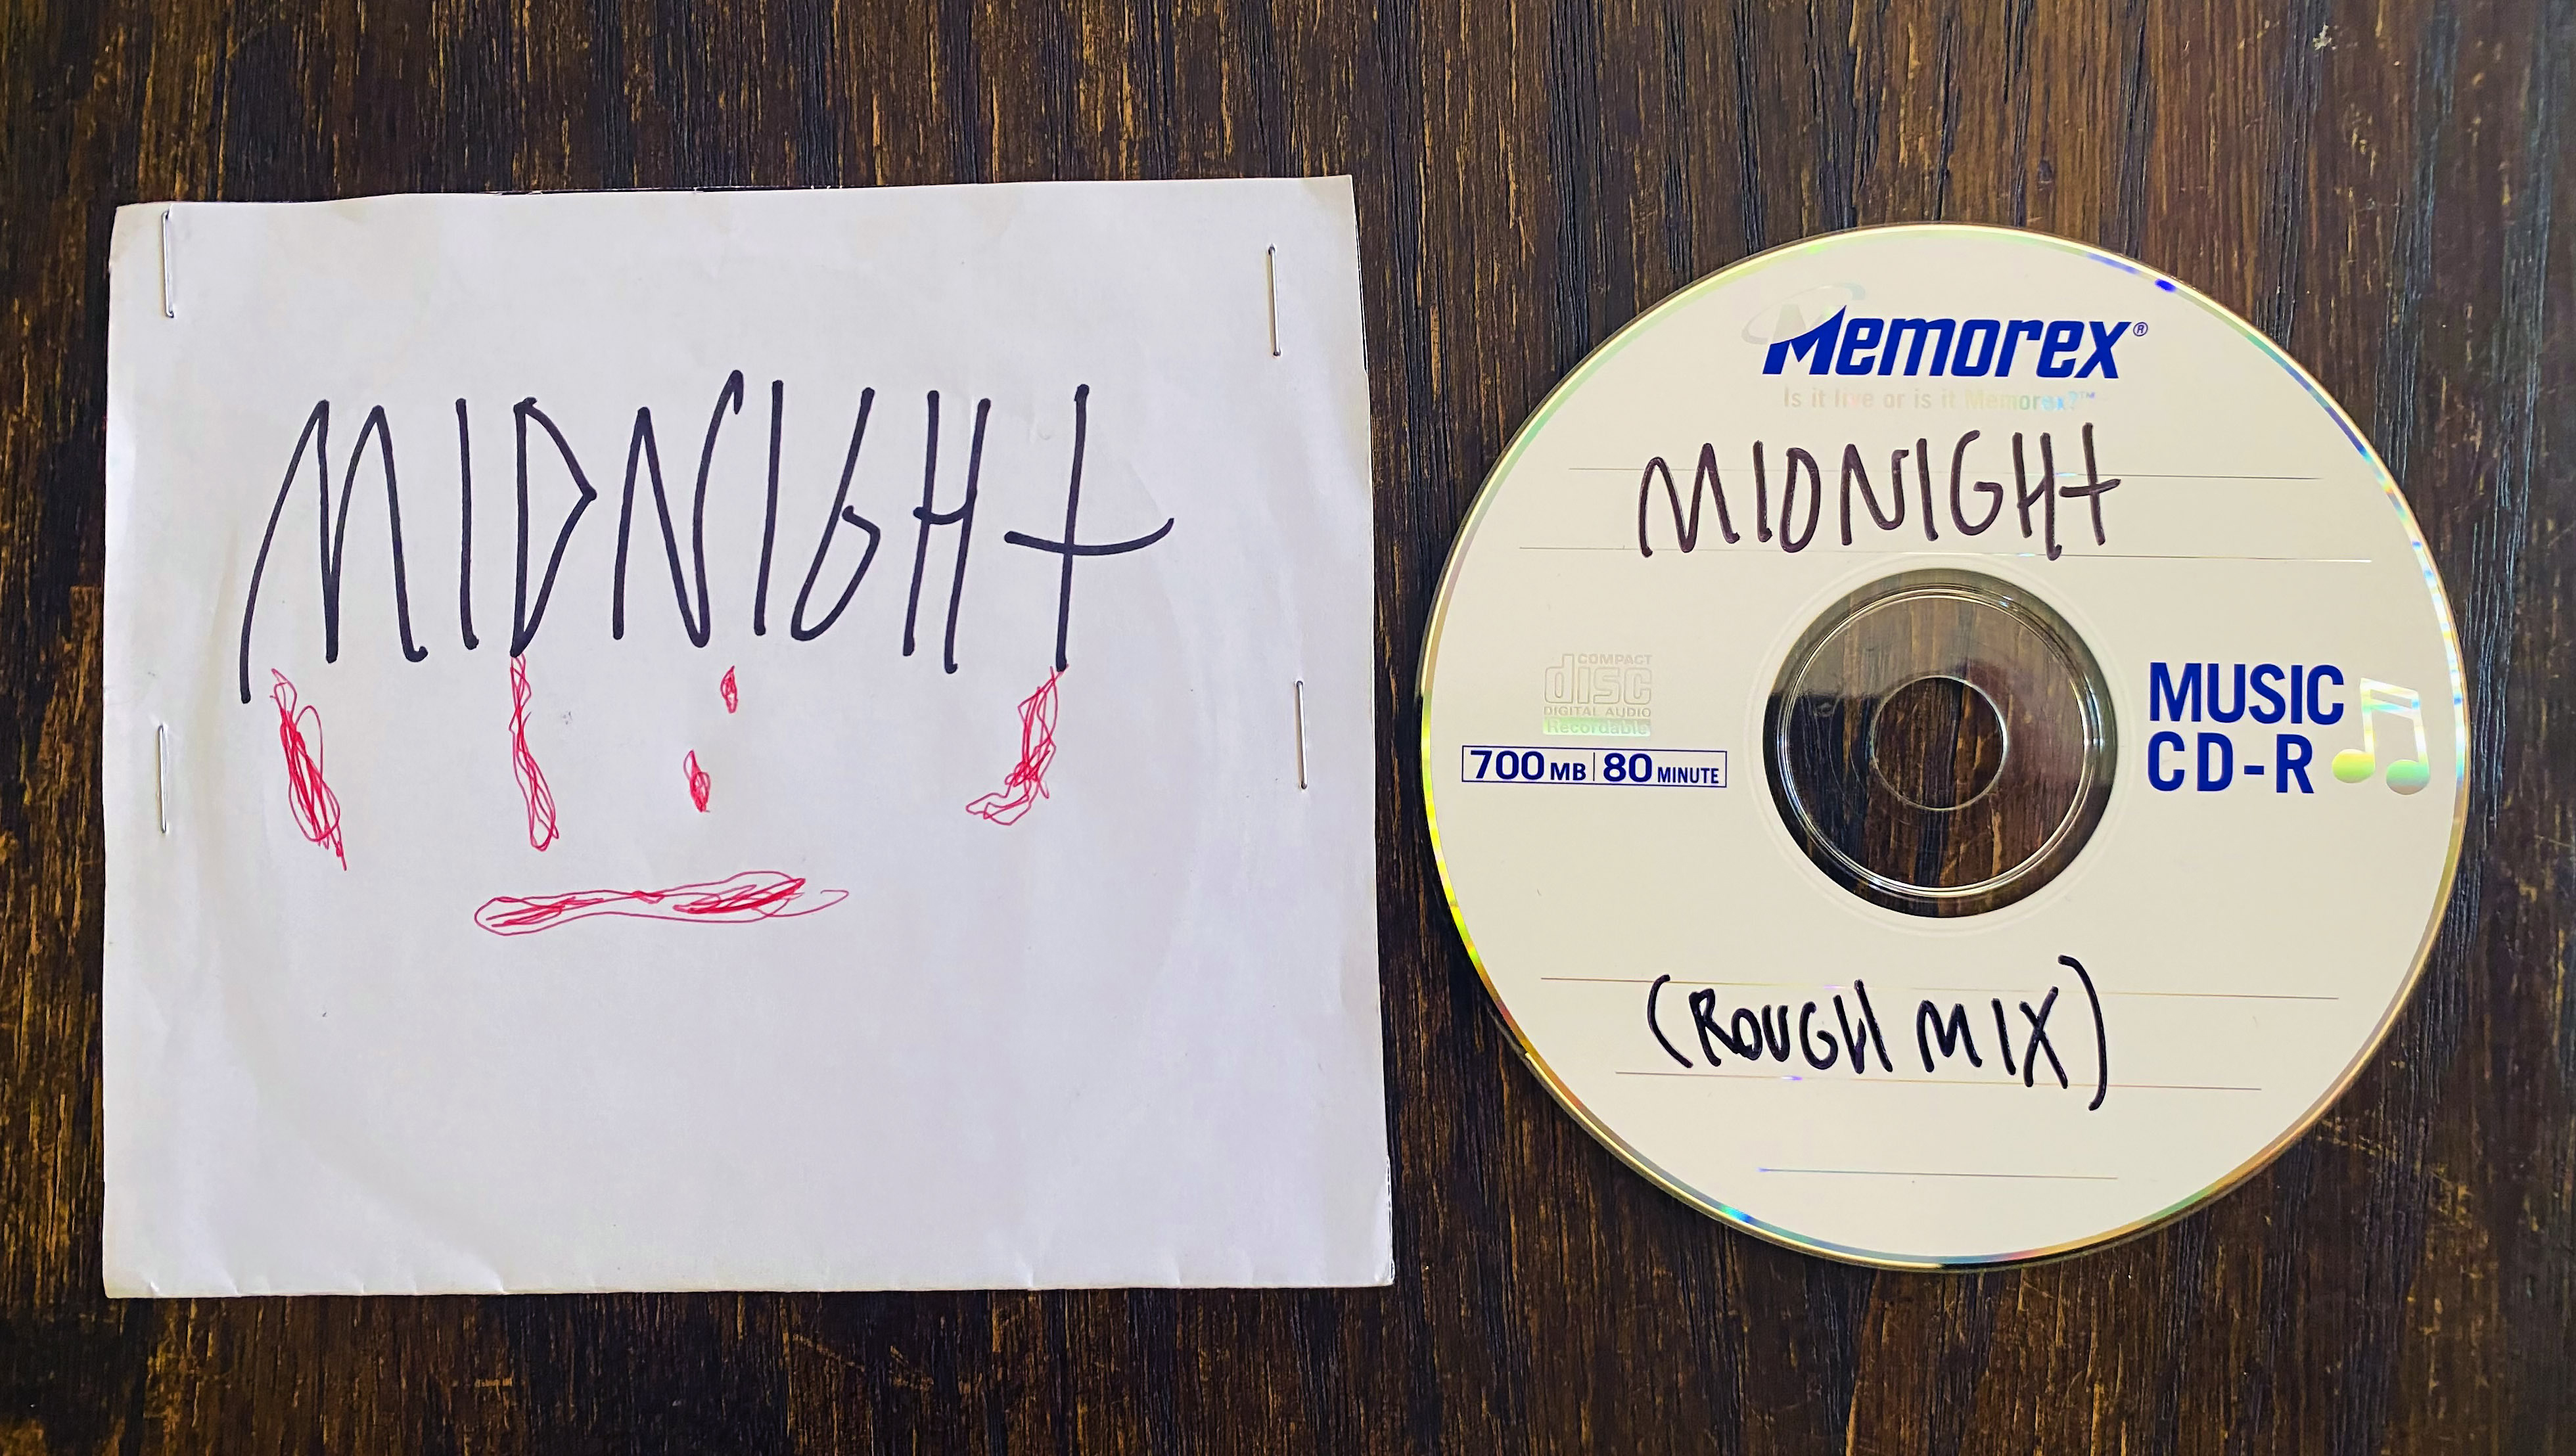 MIDNIGHT
Memorex®
Is it live or is it Memorex?™
MIDNIGHT
COMPACT
disc
DIGITAL AUDIO
Recordable
700 MB | 80 MINUTE
MUSIC
CD-R
(ROUGH MIX)